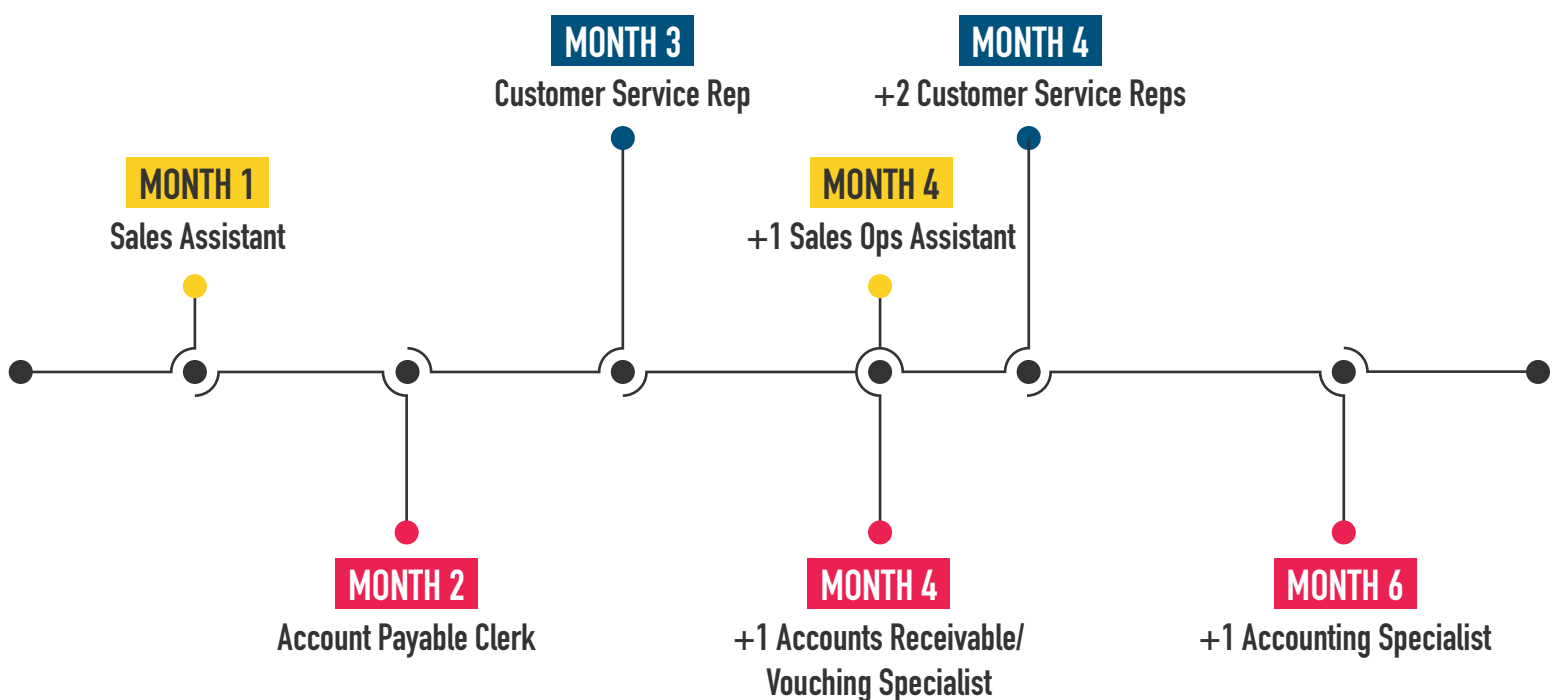 MONTH 3
Customer Service Rep
MONTH 4
+2 Customer Service Reps
MONTH 1
Sales Assistant
MONTH 4
+1 Sales Ops Assistant
MONTH 2
Account Payable Clerk
MONTH 4
+1 Accounts Receivable/
Vouching Specialist
MONTH 6
+1 Accounting Specialist